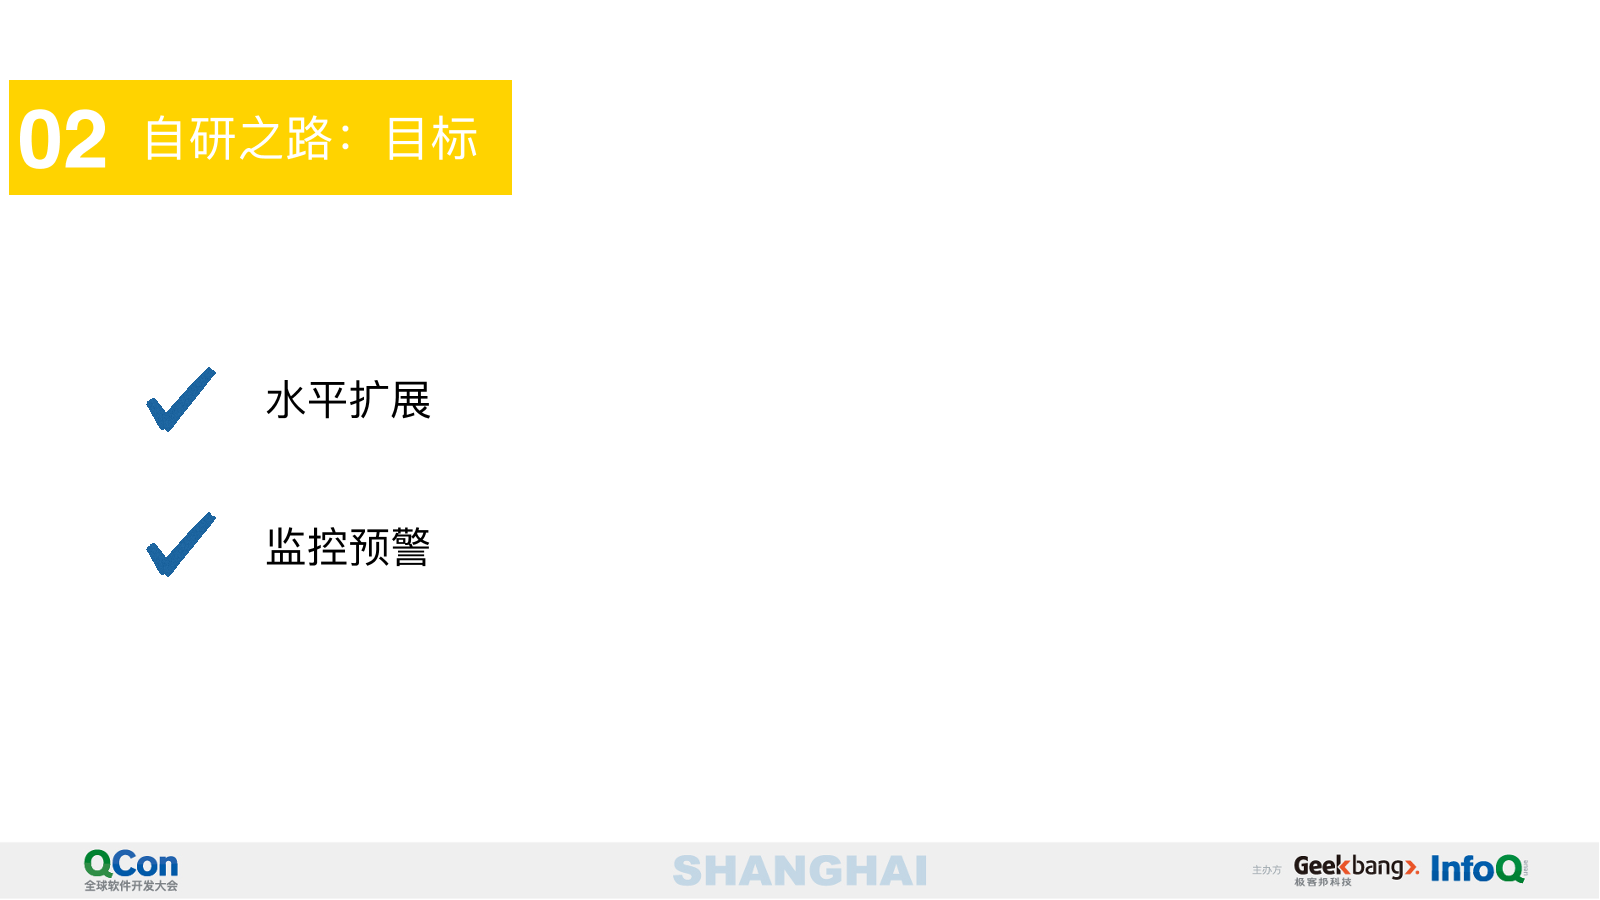 02 自研之路：目标
水平扩展
监控预警
QCon
全球软件开发大会
SHANGHAI
主办方
Geekbang
极客邦科技
InfoQ